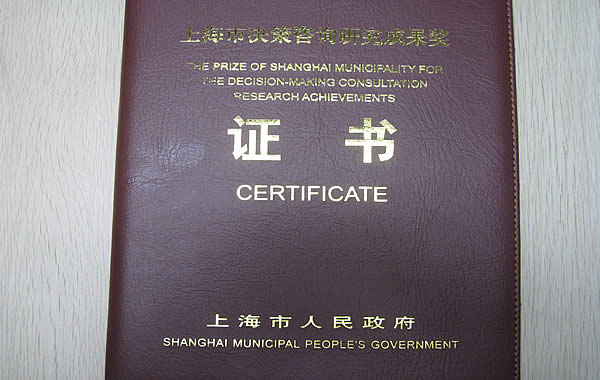 上海市决策咨询研究成果奖
THE PRIZE OF SHANGHAI MUNICIPALITY FOR
THE DECISION-MAKING CONSULTATION
RESEARCH ACHIEVEMENTS
证 书
CERTIFICATE
上海市人民政府
SHANGHAI MUNICIPAL PEOPLE'S GOVERNMENT